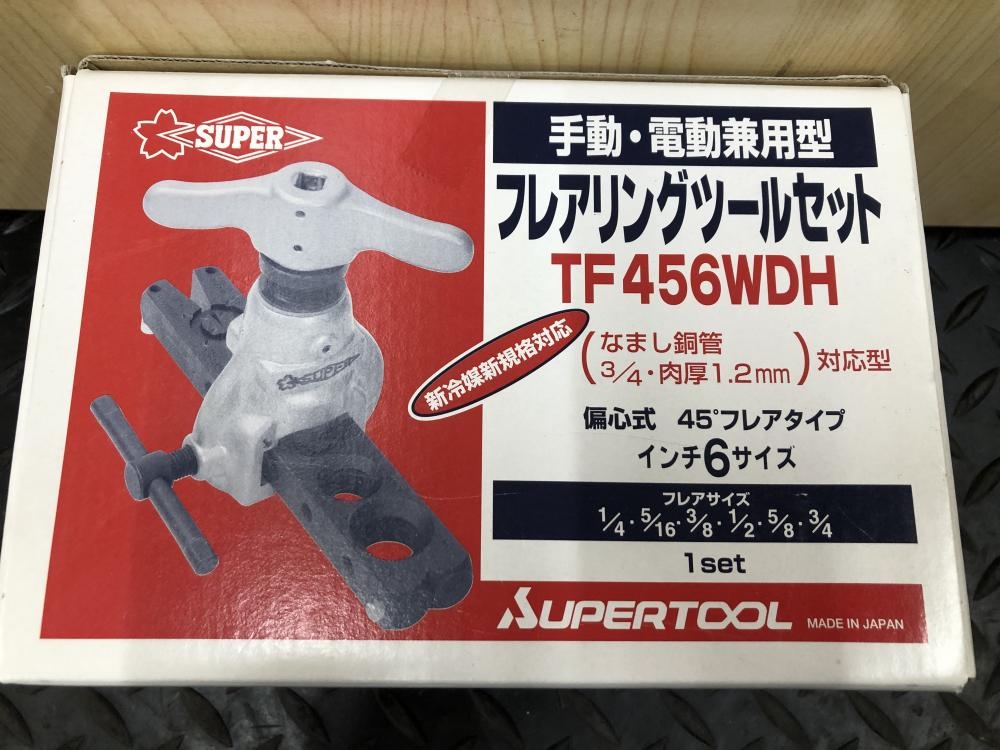 SUPER
手動・電動兼用型
フレアリングツールセット
TF456WDH
新冷媒新規格対応
(なまし銅管
3/4・肉厚1.2mm)対応型
偏心式 45°フレアタイプ
インチ6サイズ
フレアサイズ
1/4・5/16・3/8・1/2・5/8・3/4
1set
SUPER
SUPERTOOL
MADE IN JAPAN